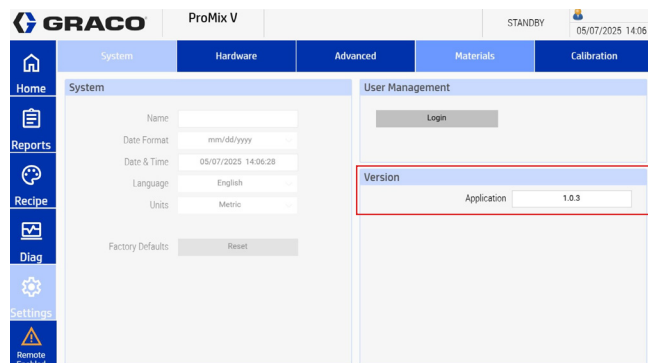 GRACO
ProMix V
STANDBY
05/07/2025 14:06
System
Hardware
Advanced
Materials
Calibration
Home
Reports
Recipe
Diag
Settings
Remote
System
Name
Date Format mm/dd/yyyy
Date & Time 05/07/2025 14:06:28
Language English
Units Metric
Factory Defaults Reset
User Management
Login
Version
Application 1.0.3